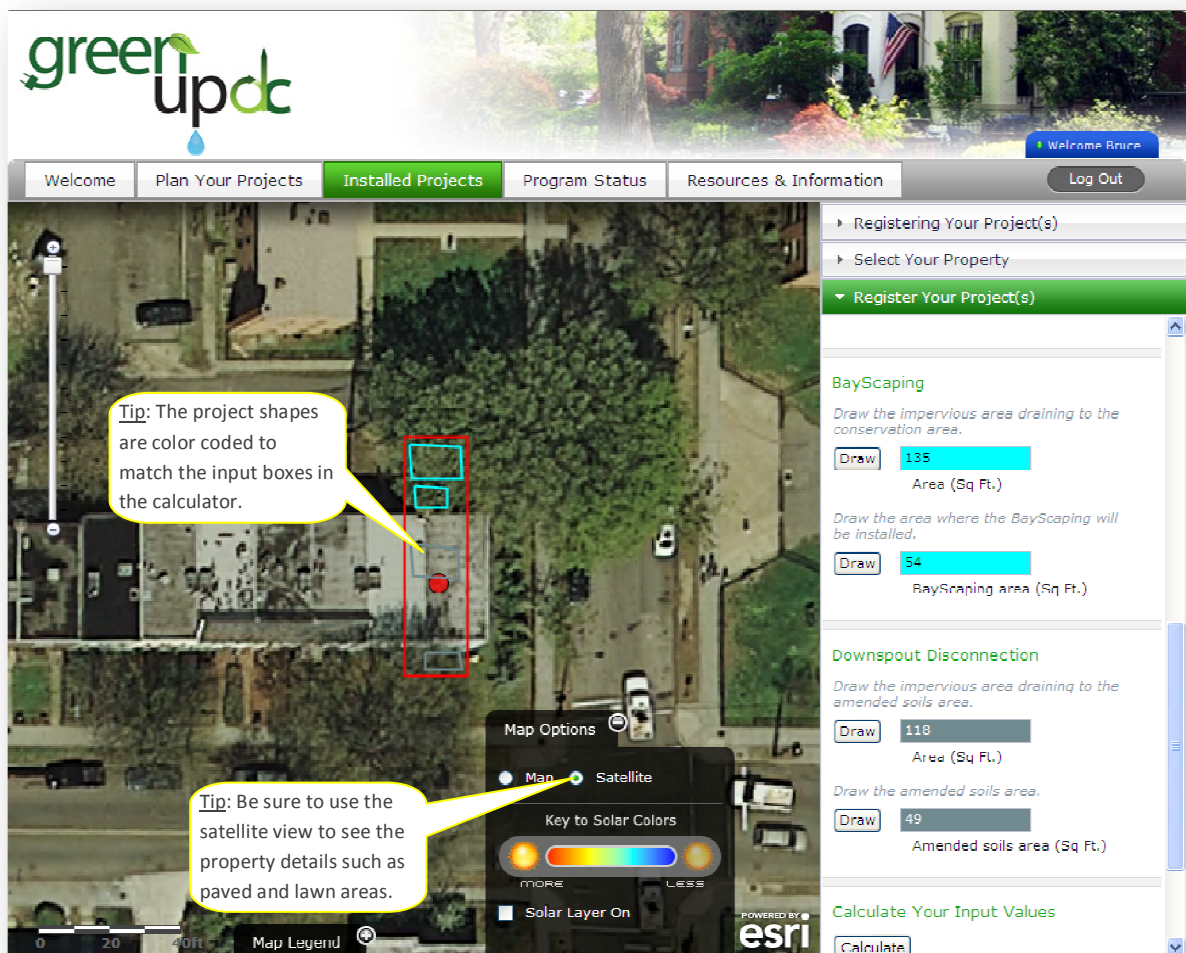 green
updc
Welcome Bruce
Welcome
Plan Your Projects
Installed Projects
Program Status
Resources & Information
Log Out
Registering Your Project(s)
Select Your Property
Register Your Project(s)
BayScaping
Draw the impervious area draining to the
conservation area.
Draw
135
Area (Sq Ft.)
Draw the area where the BayScaping will
be installed.
Draw
54
BayScaping area (Sq Ft.)
Downspout Disconnection
Draw the impervious area draining to the
amended soils area.
Draw
118
Area (Sq Ft.)
Draw the amended soils area.
Draw
49
Amended soils area (Sq Ft.)
Calculate Your Input Values
Calculate
Tip: The project shapes
are color coded to
match the input boxes in
the calculator.
Map Options
Map
Satellite
Tip: Be sure to use the
satellite view to see the
property details such as
paved and lawn areas.
Key to Solar Colors
MORE
LESS
Solar Layer On
POWERED BY
esri
0 20 40ft
Map Legend